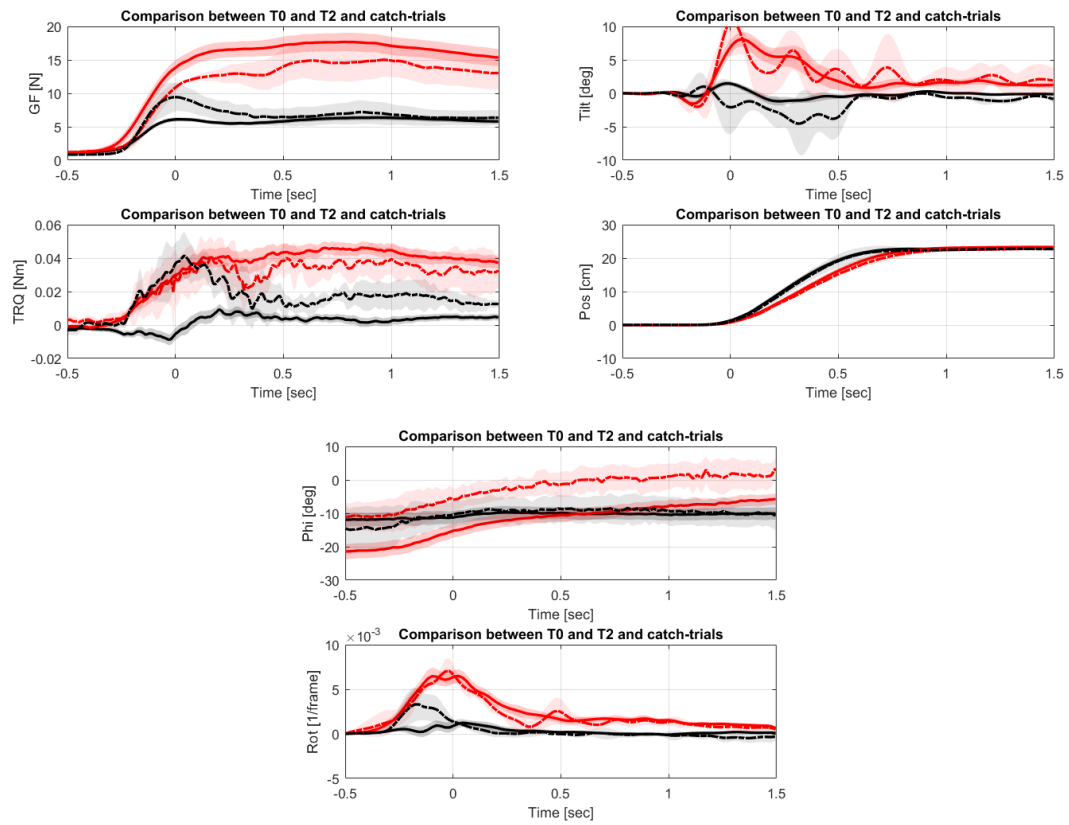 Comparison between T0 and T2 and catch-trials
GF [N]
20
15
10
5
0
-0.5 0 0.5 1 1.5
Time [sec]
Comparison between T0 and T2 and catch-trials
Tilt [deg]
10
5
0
-5
-10
-0.5 0 0.5 1 1.5
Time [sec]
Comparison between T0 and T2 and catch-trials
TRQ [Nm]
0.06
0.04
0.02
0
-0.02
-0.5 0 0.5 1 1.5
Time [sec]
Comparison between T0 and T2 and catch-trials
Pos [cm]
30
20
10
0
-10
-0.5 0 0.5 1 1.5
Time [sec]
Comparison between T0 and T2 and catch-trials
Phi [deg]
10
0
-10
-20
-30
-0.5 0 0.5 1 1.5
Time [sec]
Comparison between T0 and T2 and catch-trials
× 10⁻³
Rot [1/frame]
10
5
0
-5
-0.5 0 0.5 1 1.5
Time [sec]